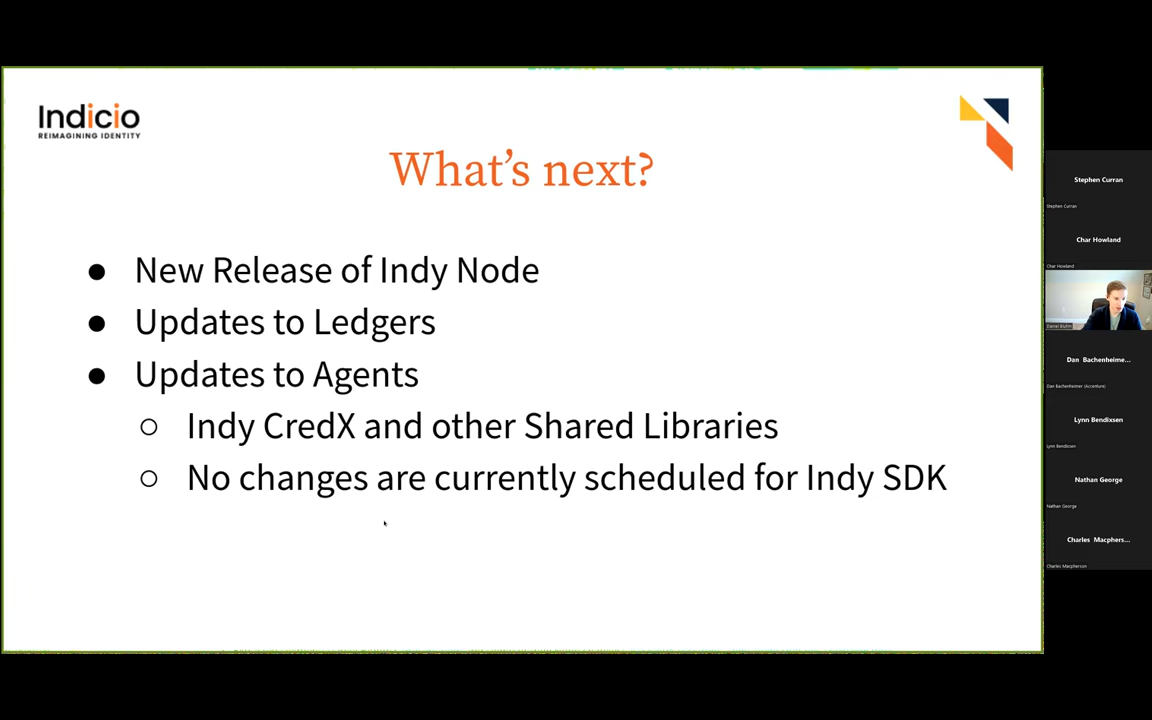 Indicio
REIMAGINING IDENTITY
What's next?
● New Release of Indy Node
● Updates to Ledgers
● Updates to Agents
○ Indy CredX and other Shared Libraries
○ No changes are currently scheduled for Indy SDK
Stephen Curran
Stephen Curran
Char Howland
Char Howland
Daniel Bluhm
Dan Bachenheime...
Dan Bachenheimer (Accenture)
Lynn Bendixsen
Lynn Bendixsen
Nathan George
Nathan George
Charles Macphers...
Charles Macpherson